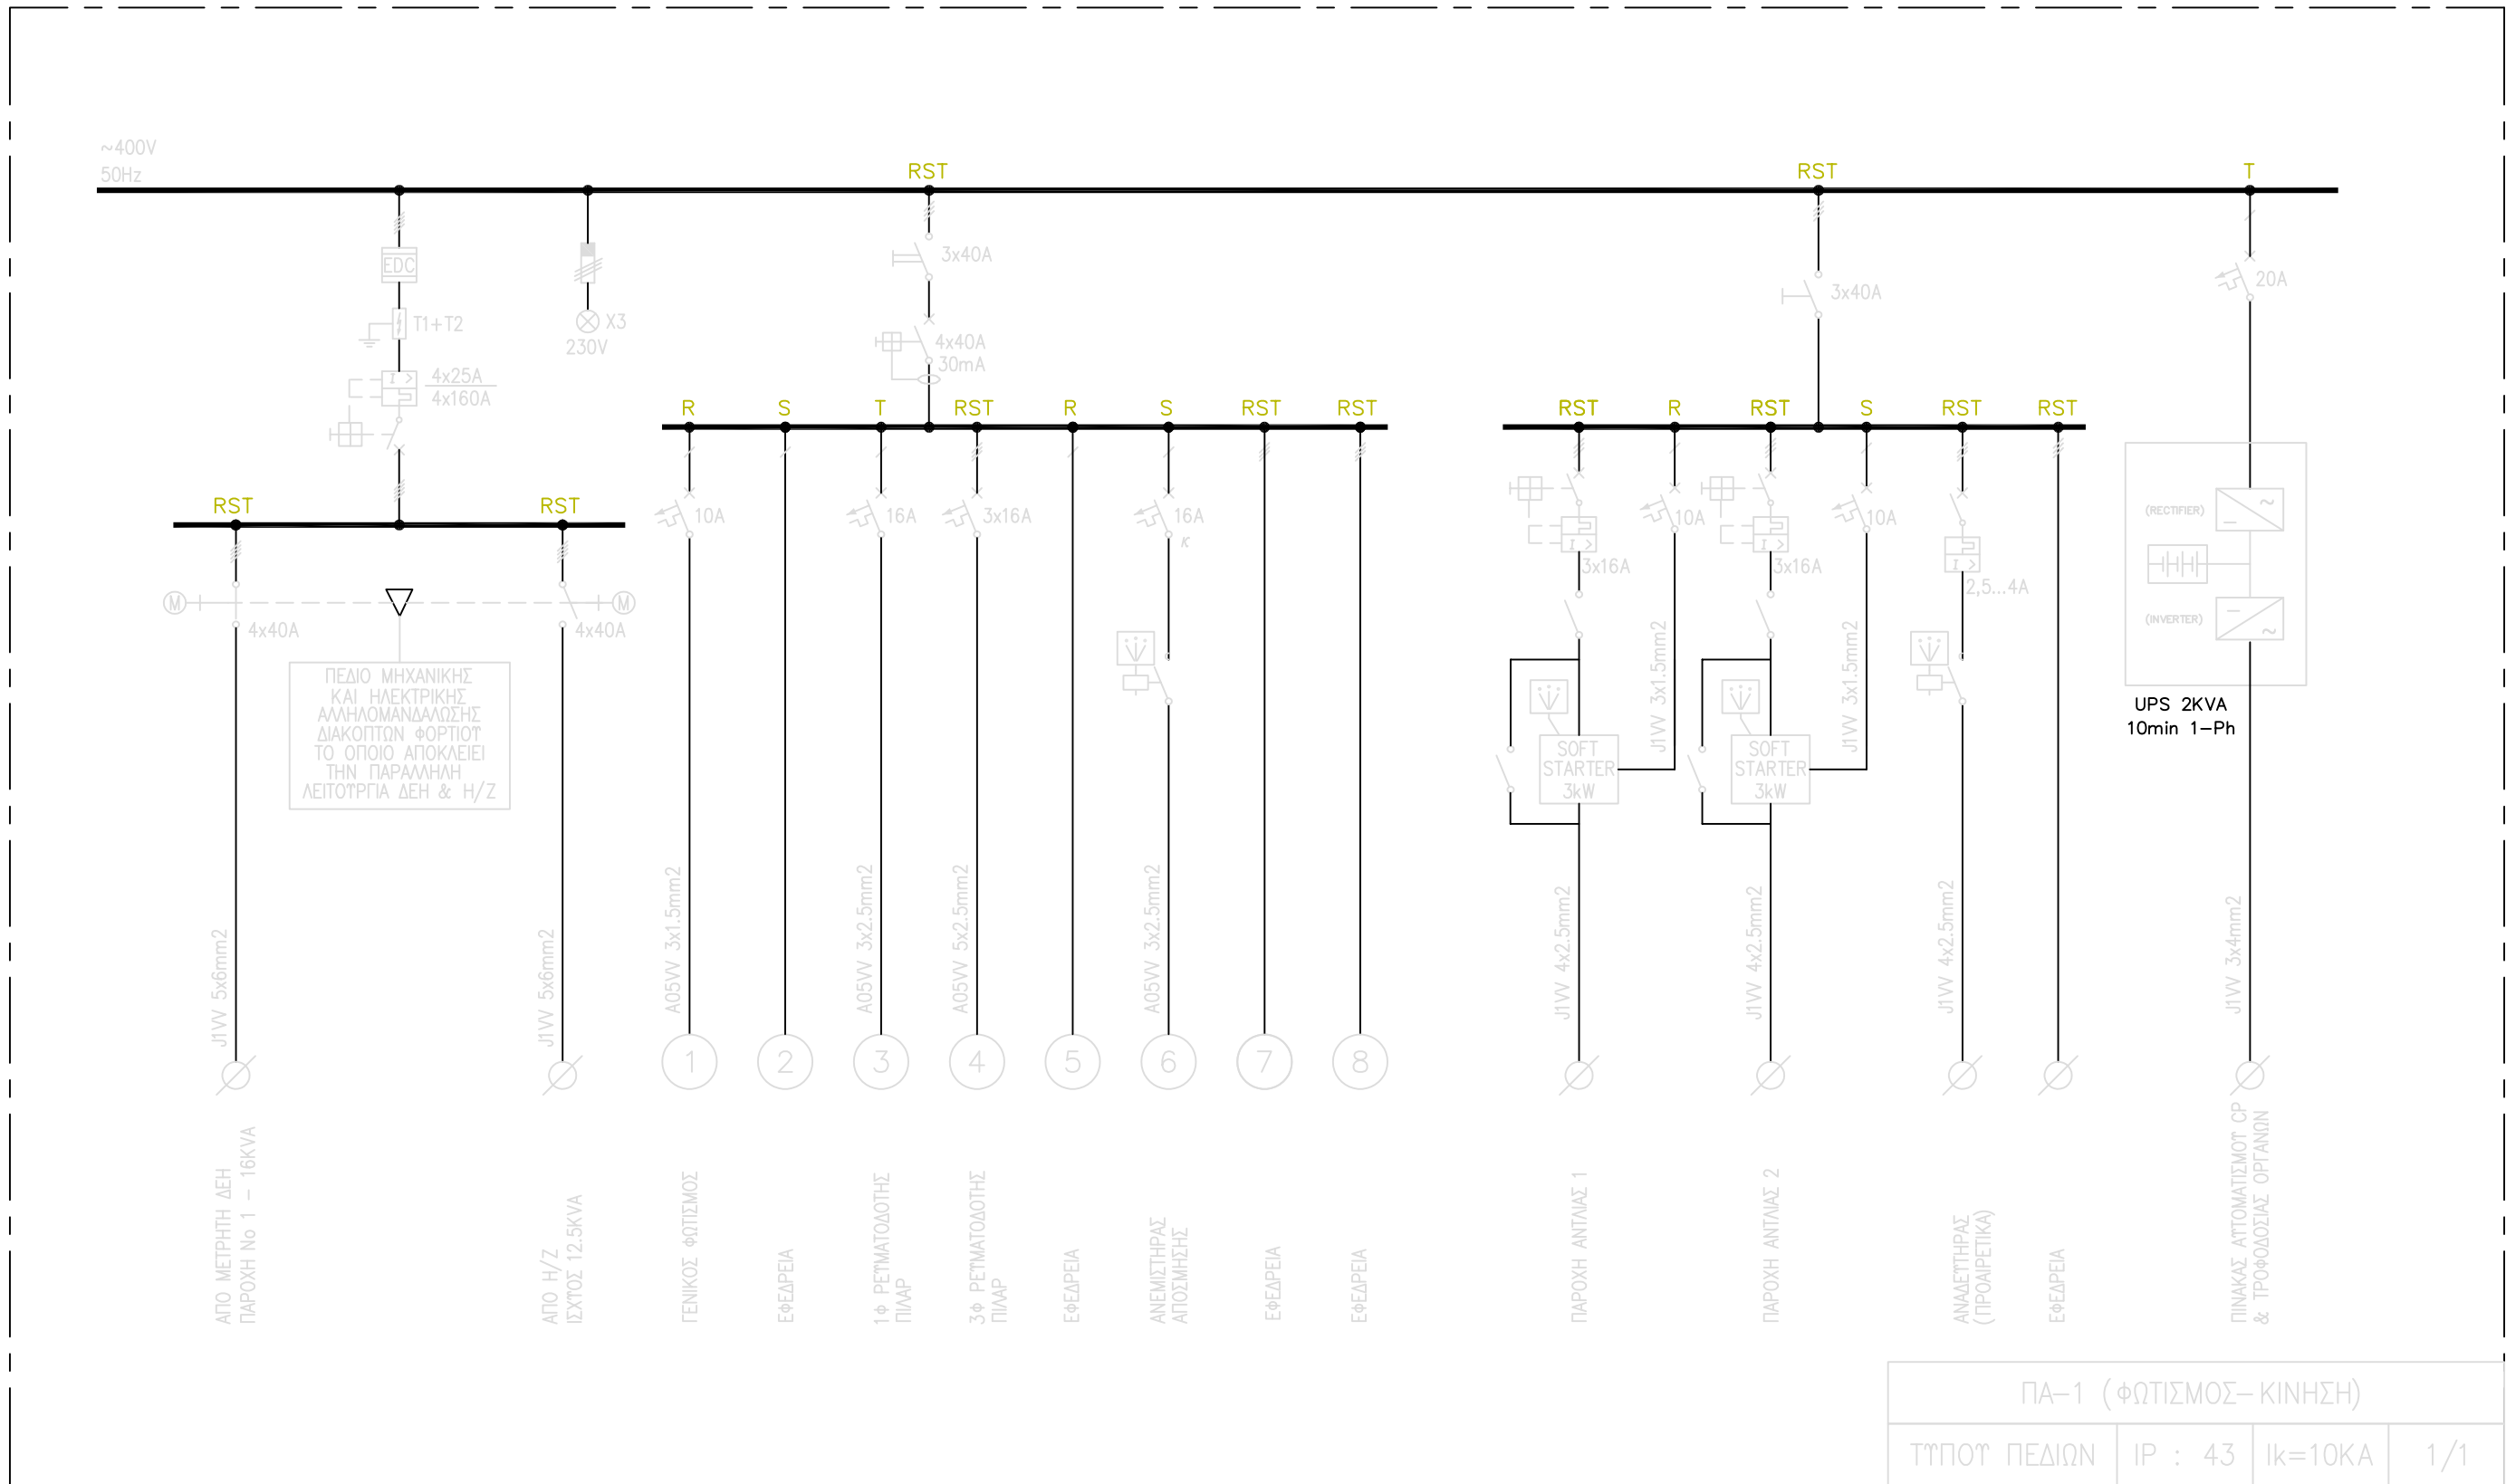 ~400V
50Hz
RST
RST
T
EDC
T1+T2
4x25A
4x160A
X3
230V
3x40A
4x40A
30mA
3x40A
20A
R
S
T
RST
R
S
RST
RST
RST
R
RST
S
RST
RST
10A
16A
3x16A
16A
K
I >
3x16A
10A
I >
3x16A
10A
I >
2,5...4A
RST
RST
M
M
4x40A
4x40A
ΠΕΔΙΟ ΜΗΧΑΝΙΚΗΣ
ΚΑΙ ΗΛΕΚΤΡΙΚΗΣ
ΑΛΛΗΛΟΜΑΝΔΑΛΩΣΗΣ
ΔΙΑΚΟΠΤΩΝ ΦΟΡΤΙΟΥ
ΤΟ ΟΠΟΙΟ ΑΠΟΚΛΕΙΕΙ
ΤΗΝ ΠΑΡΑΛΛΗΛΗ
ΛΕΙΤΟΥΡΓΙΑ ΔΕΗ & Η/Ζ
SOFT
STARTER
3kW
SOFT
STARTER
3kW
(RECTIFIER)
(INVERTER)
UPS 2KVA
10min 1-Ph
J1VV 5x6mm2
J1VV 5x6mm2
A05VV 3x1.5mm2
A05VV 3x2.5mm2
A05VV 5x2.5mm2
A05VV 3x2.5mm2
J1VV 4x2.5mm2
J1VV 3x1.5mm2
J1VV 4x2.5mm2
J1VV 3x1.5mm2
J1VV 4x2.5mm2
J1VV 3x4mm2
1
2
3
4
5
6
7
8
ΑΠΟ ΜΕΤΡΗΤΗ ΔΕΗ
ΠΑΡΟΧΗ No 1 - 16KVA
ΑΠΟ Η/Ζ
ΙΣΧΥΟΣ 12.5KVA
ΓΕΝΙΚΟΣ ΦΩΤΙΣΜΟΣ
ΕΦΕΔΡΕΙΑ
1Φ ΡΕΥΜΑΤΟΔΟΤΗΣ
ΠΙΛΑΡ
3Φ ΡΕΥΜΑΤΟΔΟΤΗΣ
ΠΙΛΑΡ
ΕΦΕΔΡΕΙΑ
ΑΝΕΜΙΣΤΗΡΑΣ
ΑΠΟΣΜΗΣΗΣ
ΕΦΕΔΡΕΙΑ
ΕΦΕΔΡΕΙΑ
ΠΑΡΟΧΗ ΑΝΤΛΙΑΣ 1
ΠΑΡΟΧΗ ΑΝΤΛΙΑΣ 2
ΑΝΑΔΕΥΤΗΡΑΣ
(ΠΡΟΑΙΡΕΤΙΚΑ)
ΕΦΕΔΡΕΙΑ
ΠΙΝΑΚΑΣ ΑΥΤΟΜΑΤΙΣΜΟΥ CP
& ΤΡΟΦΟΔΟΣΙΑΣ ΟΡΓΑΝΩΝ
ΠΑ-1 (ΦΩΤΙΣΜΟΣ-ΚΙΝΗΣΗ)
ΤΥΠΟΥ ΠΕΔΙΩΝ
IP : 43
Ik=10KA
1/1